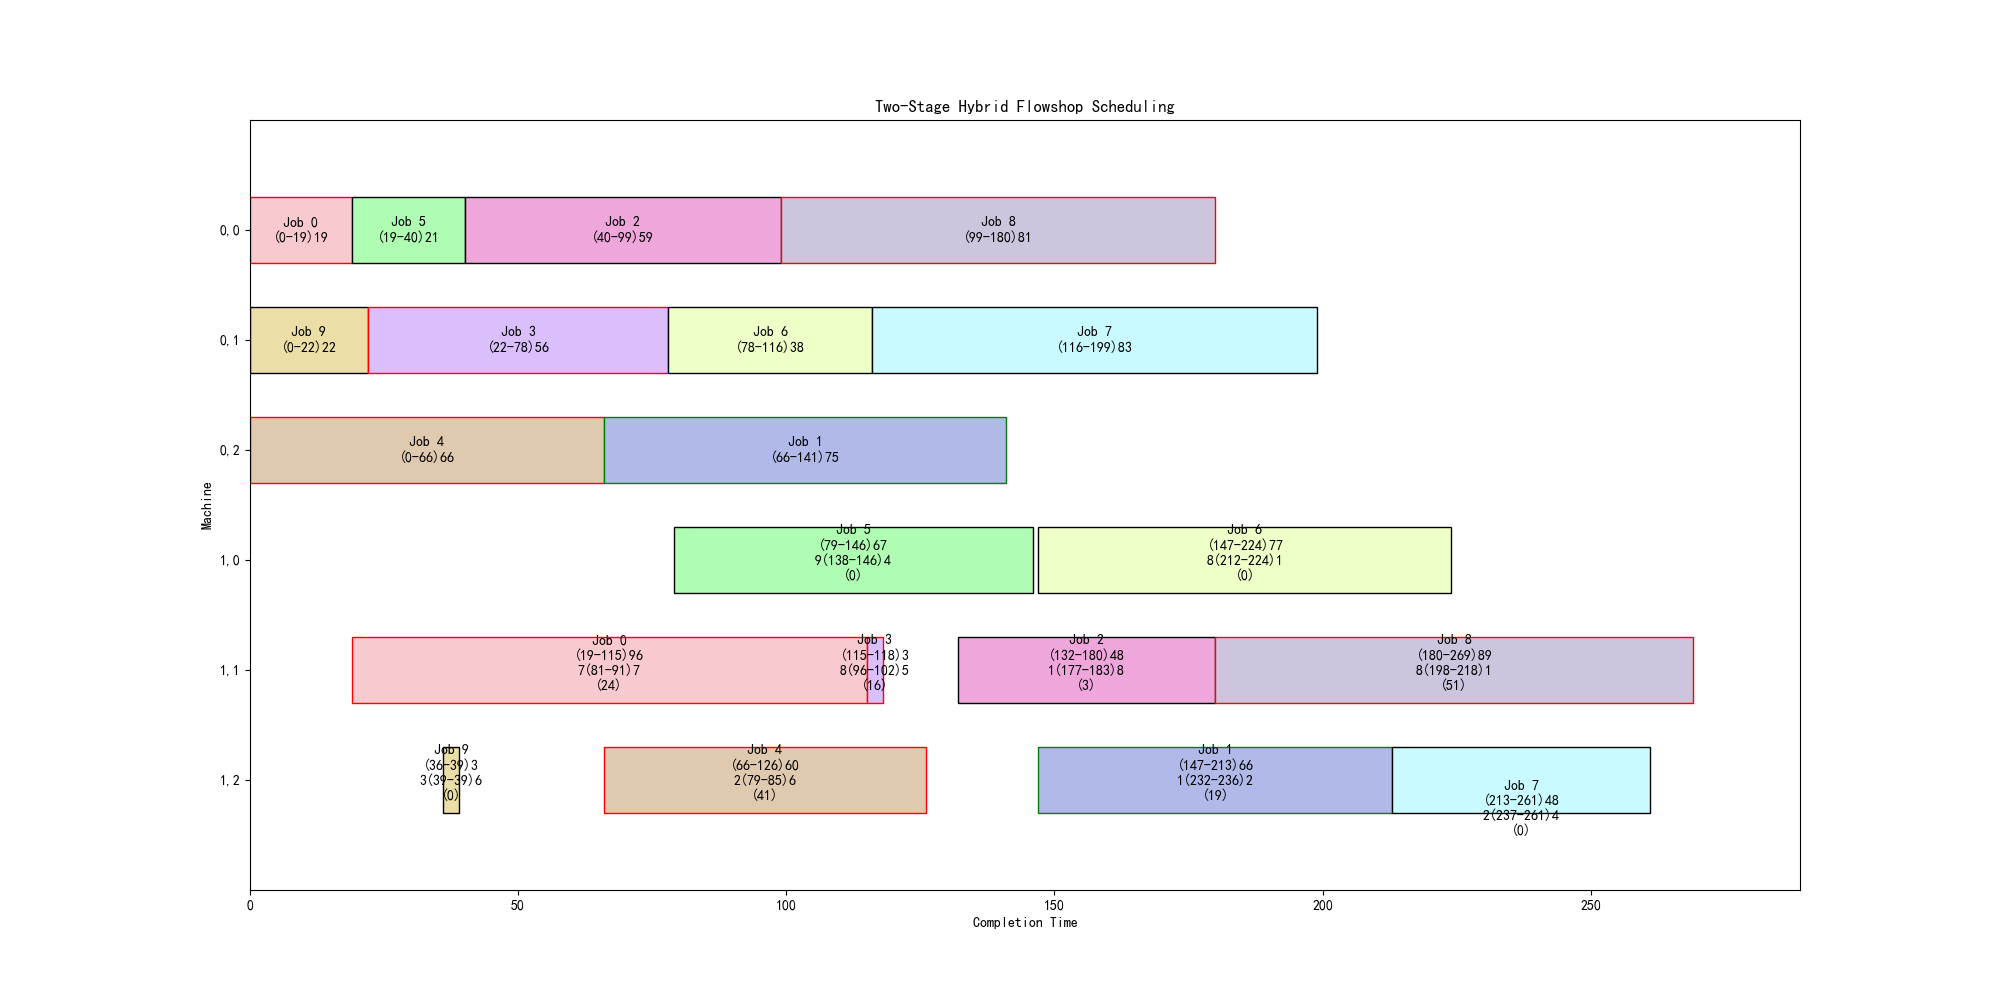 Two-Stage Hybrid Flowshop Scheduling
0,0
Job 0
(0-19)19
Job 5
(19-40)21
Job 2
(40-99)59
Job 8
(99-180)81
0,1
Job 9
(0-22)22
Job 3
(22-78)56
Job 6
(78-116)38
Job 7
(116-199)83
0,2
Job 4
(0-66)66
Job 1
(66-141)75
Machine
1,0
Job 5
(79-146)67
9(138-146)4
(0)
Job 6
(147-224)77
8(212-224)1
(0)
1,1
Job 0
(19-115)96
7(81-91)7
(24)
Job 3
(115-118)3
8(96-102)5
(16)
Job 2
(132-180)48
1(177-183)8
(3)
Job 8
(180-269)89
8(198-218)1
(51)
1,2
Job 9
(36-39)3
3(39-39)6
(0)
Job 4
(66-126)60
2(79-85)6
(41)
Job 1
(147-213)66
1(232-236)2
(19)
Job 7
(213-261)48
2(237-261)4
(0)
0 50 100 150 200 250
Completion Time